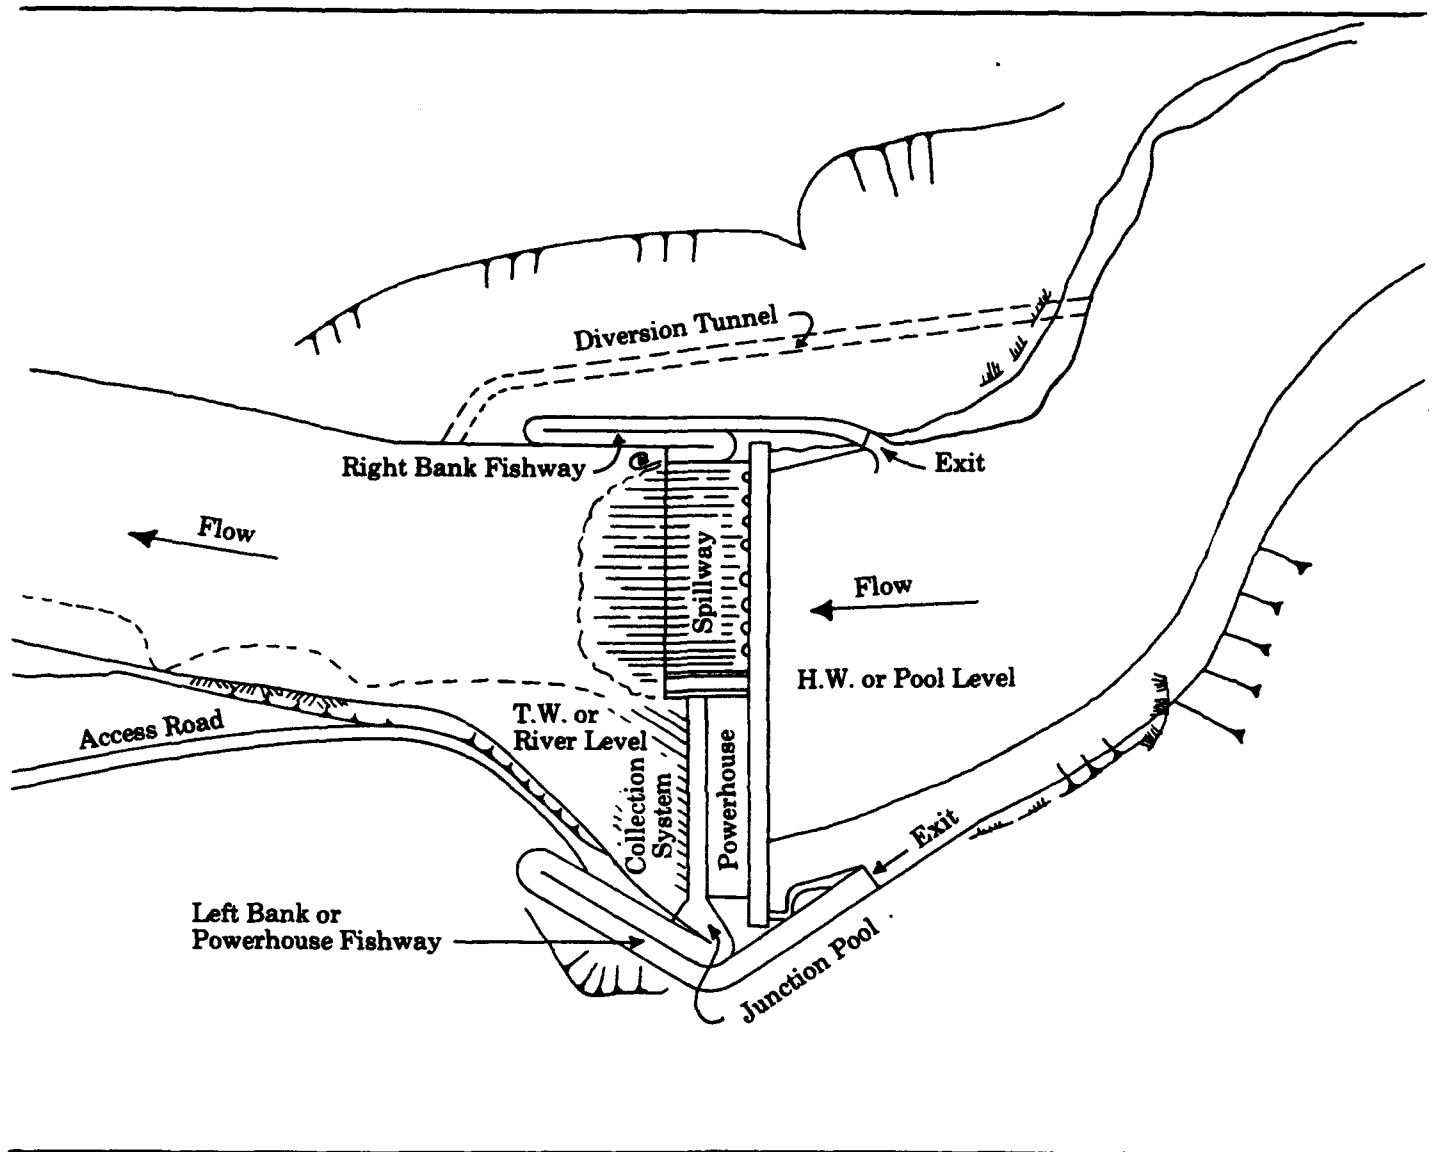 Diversion Tunnel
Right Bank Fishway
Exit
Flow
Flow
Spillway
H.W. or Pool Level
T.W. or
River Level
Access Road
Collection
System
Powerhouse
Exit
Left Bank or
Powerhouse Fishway
Junction Pool